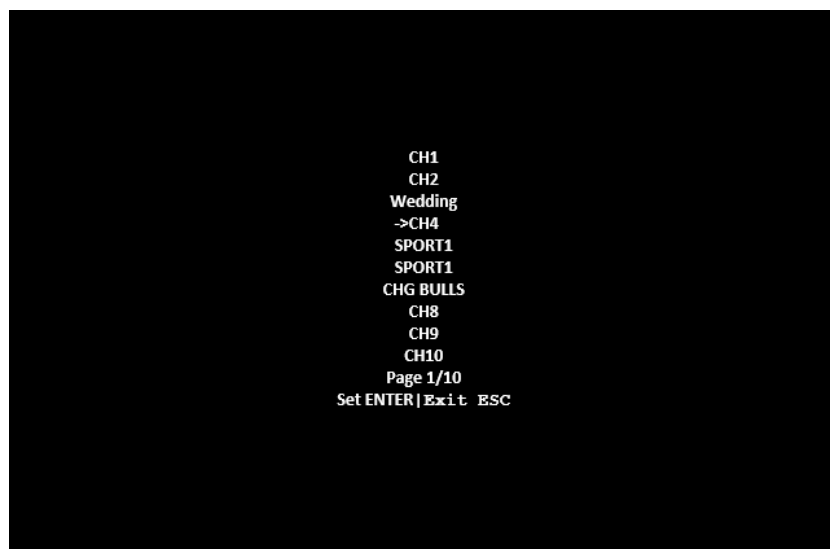 CH1
CH2
Wedding
->CH4
SPORT1
SPORT1
CHG BULLS
CH8
CH9
CH10
Page 1/10
Set ENTER|Exit ESC